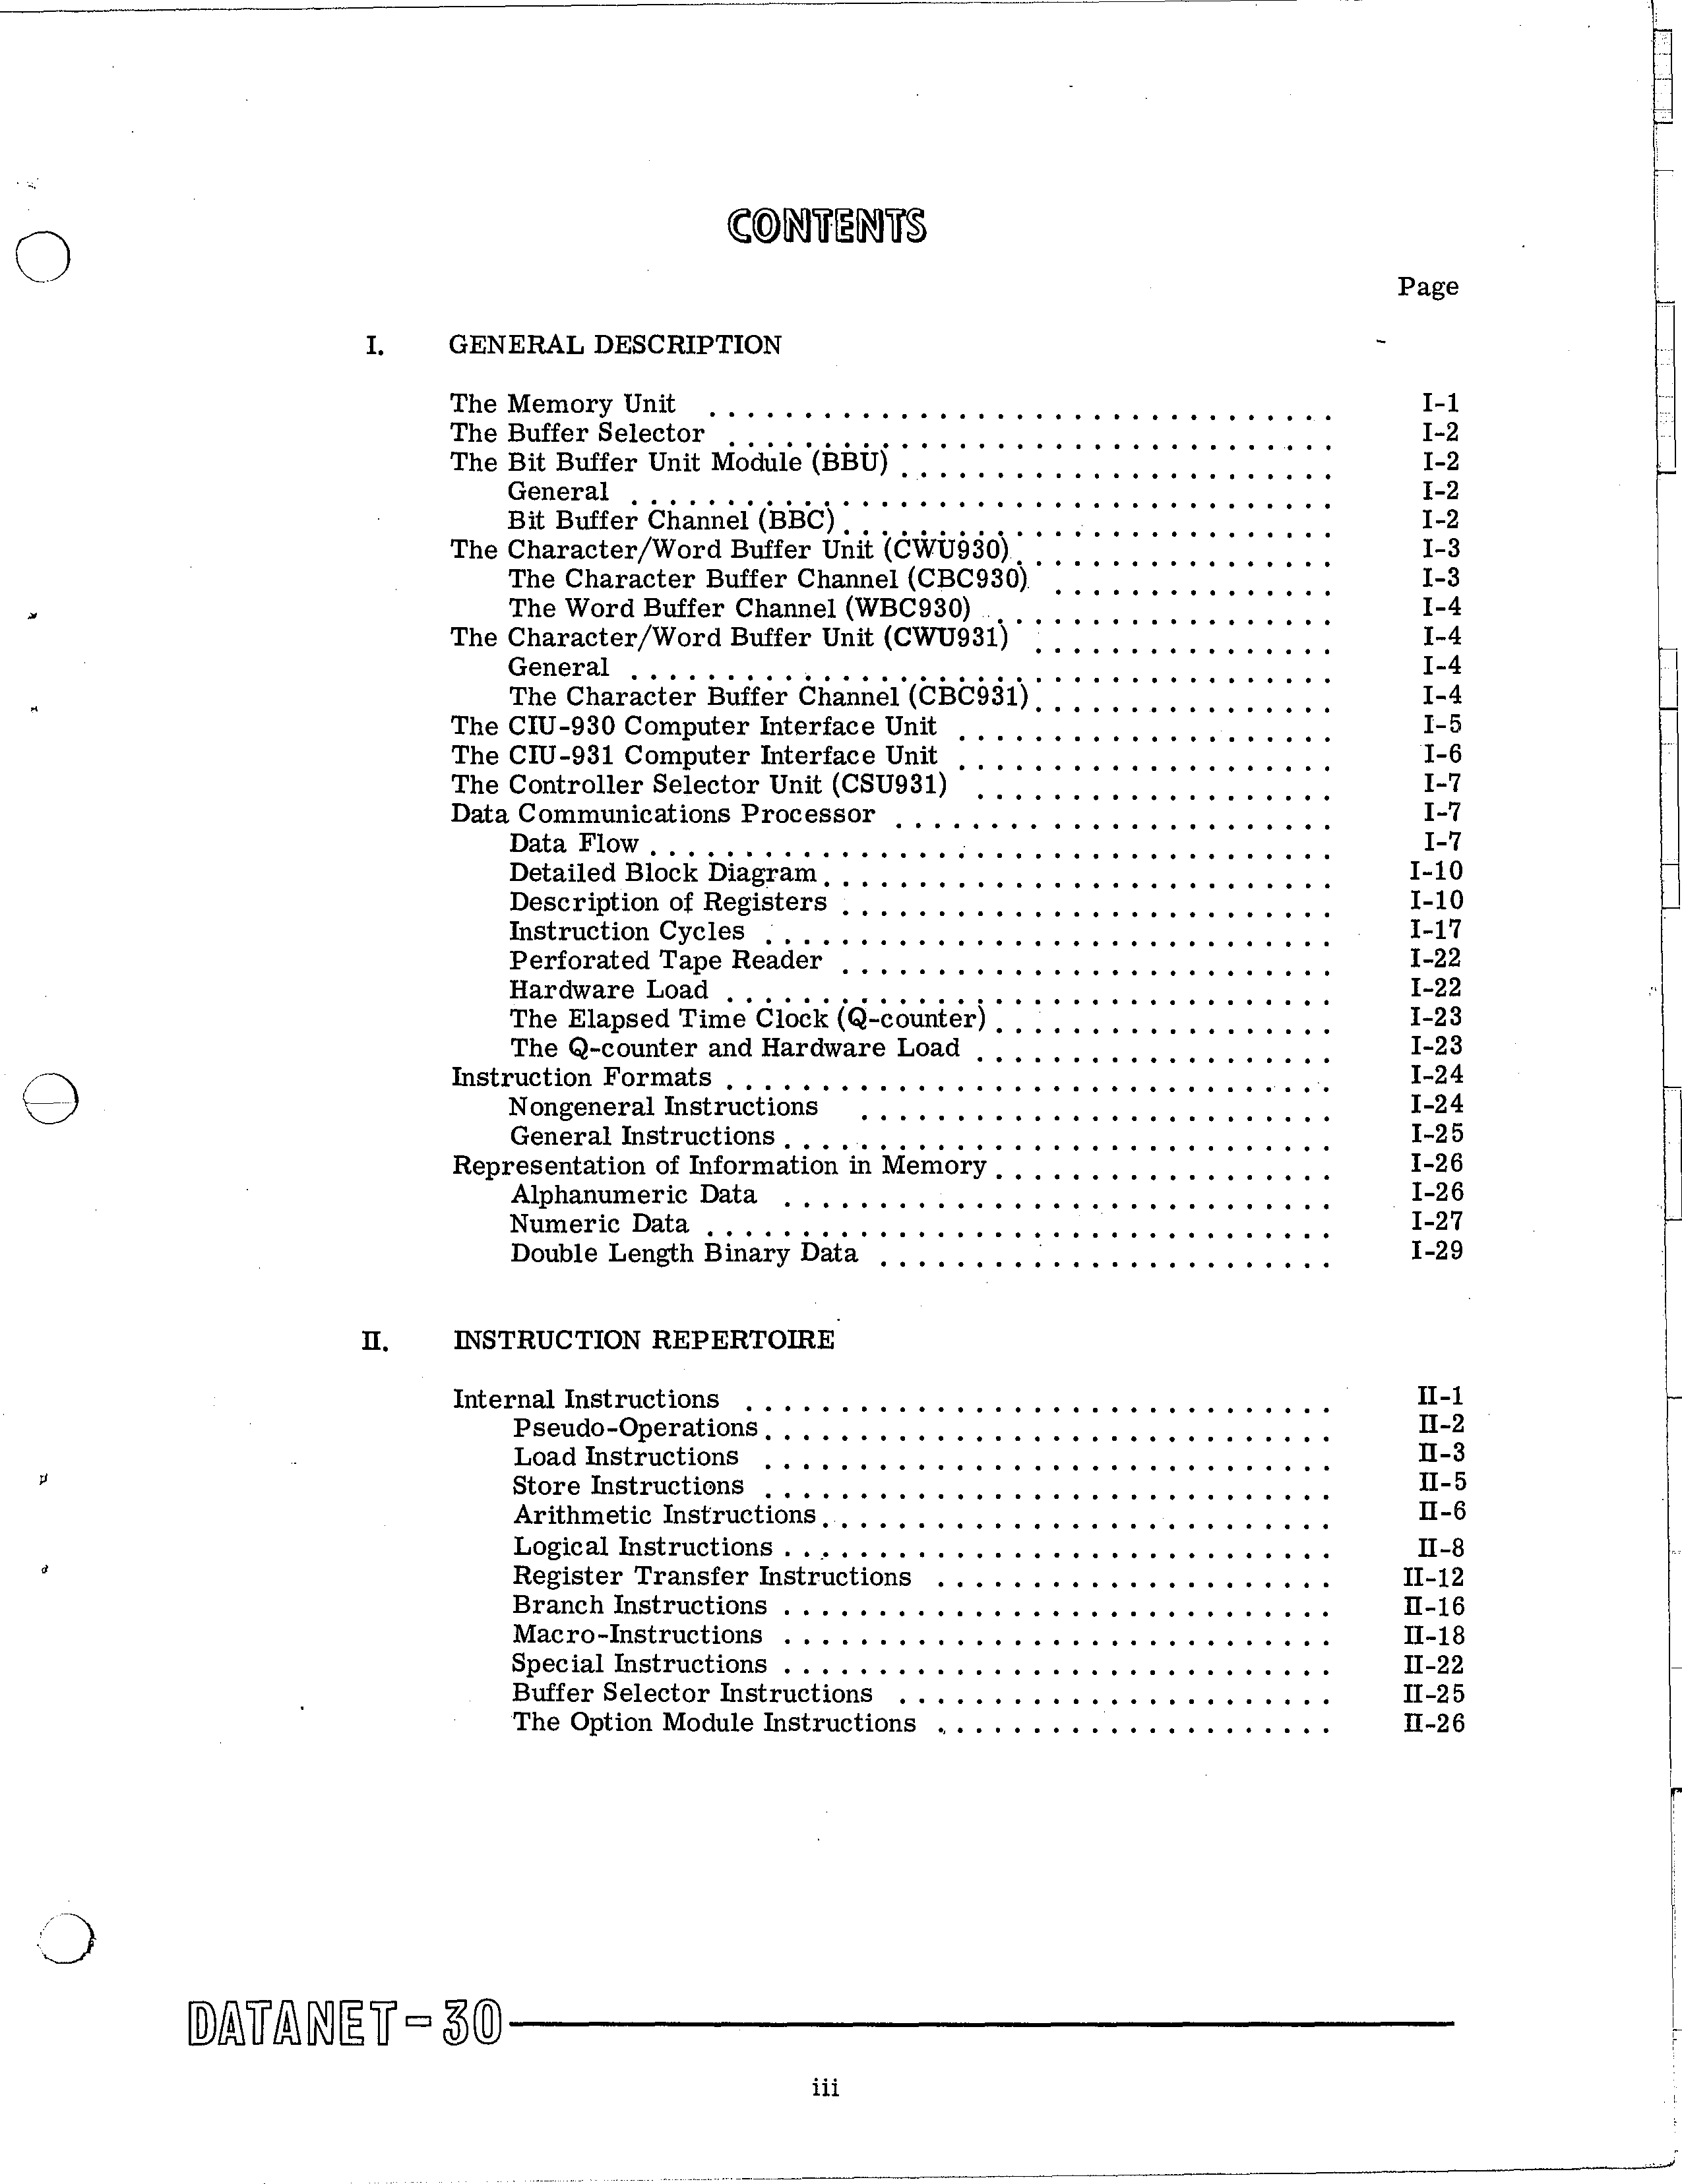 CONTENTS
Page
I. GENERAL DESCRIPTION
The Memory Unit . . . . . . . . . . . . . . . . . . . . . . . . . . . . . . . . . I-1
The Buffer Selector . . . . . . . . . . . . . . . . . . . . . . . . . . . . . . . . I-2
The Bit Buffer Unit Module (BBU) . . . . . . . . . . . . . . . . . . . . . . . I-2
General . . . . . . . . . . . . . . . . . . . . . . . . . . . . . . . . . . . . . I-2
Bit Buffer Channel (BBC) . . . . . . . . . . . . . . . . . . . . . . . . . . I-2
The Character/Word Buffer Unit (CWU930) . . . . . . . . . . . . . . . . . I-3
The Character Buffer Channel (CBC930) . . . . . . . . . . . . . . . I-3
The Word Buffer Channel (WBC930) . . . . . . . . . . . . . . . . . . I-4
The Character/Word Buffer Unit (CWU931) . . . . . . . . . . . . . . . . I-4
General . . . . . . . . . . . . . . . . . . . . . . . . . . . . . . . . . . . . . I-4
The Character Buffer Channel (CBC931) . . . . . . . . . . . . . . . . I-4
The CIU-930 Computer Interface Unit . . . . . . . . . . . . . . . . . . . . I-5
The CIU-931 Computer Interface Unit . . . . . . . . . . . . . . . . . . . . I-6
The Controller Selector Unit (CSU931) . . . . . . . . . . . . . . . . . . . I-7
Data Communications Processor . . . . . . . . . . . . . . . . . . . . . . . I-7
Data Flow . . . . . . . . . . . . . . . . . . . . . . . . . . . . . . . . . . . . I-7
Detailed Block Diagram . . . . . . . . . . . . . . . . . . . . . . . . . . . I-10
Description of Registers . . . . . . . . . . . . . . . . . . . . . . . . . . I-10
Instruction Cycles . . . . . . . . . . . . . . . . . . . . . . . . . . . . . . I-17
Perforated Tape Reader . . . . . . . . . . . . . . . . . . . . . . . . . . I-22
Hardware Load . . . . . . . . . . . . . . . . . . . . . . . . . . . . . . . . I-22
The Elapsed Time Clock (Q-counter) . . . . . . . . . . . . . . . . . . I-23
The Q-counter and Hardware Load . . . . . . . . . . . . . . . . . . . I-23
Instruction Formats . . . . . . . . . . . . . . . . . . . . . . . . . . . . . . . . I-24
Nongeneral Instructions . . . . . . . . . . . . . . . . . . . . . . . . . I-24
General Instructions . . . . . . . . . . . . . . . . . . . . . . . . . . . . . I-25
Representation of Information in Memory . . . . . . . . . . . . . . . . . . I-26
Alphanumeric Data . . . . . . . . . . . . . . . . . . . . . . . . . . . . . I-26
Numeric Data . . . . . . . . . . . . . . . . . . . . . . . . . . . . . . . . . I-27
Double Length Binary Data . . . . . . . . . . . . . . . . . . . . . . . . I-29
II. INSTRUCTION REPERTOIRE
Internal Instructions . . . . . . . . . . . . . . . . . . . . . . . . . . . . . . . II-1
Pseudo-Operations . . . . . . . . . . . . . . . . . . . . . . . . . . . . . . II-2
Load Instructions . . . . . . . . . . . . . . . . . . . . . . . . . . . . . . II-3
Store Instructions . . . . . . . . . . . . . . . . . . . . . . . . . . . . . . II-5
Arithmetic Instructions . . . . . . . . . . . . . . . . . . . . . . . . . . . II-6
Logical Instructions . . . . . . . . . . . . . . . . . . . . . . . . . . . . . II-8
Register Transfer Instructions . . . . . . . . . . . . . . . . . . . . . II-12
Branch Instructions . . . . . . . . . . . . . . . . . . . . . . . . . . . . . II-16
Macro-Instructions . . . . . . . . . . . . . . . . . . . . . . . . . . . . . II-18
Special Instructions . . . . . . . . . . . . . . . . . . . . . . . . . . . . . II-22
Buffer Selector Instructions . . . . . . . . . . . . . . . . . . . . . . . II-25
The Option Module Instructions . . . . . . . . . . . . . . . . . . . . . II-26
DATANET-30
iii